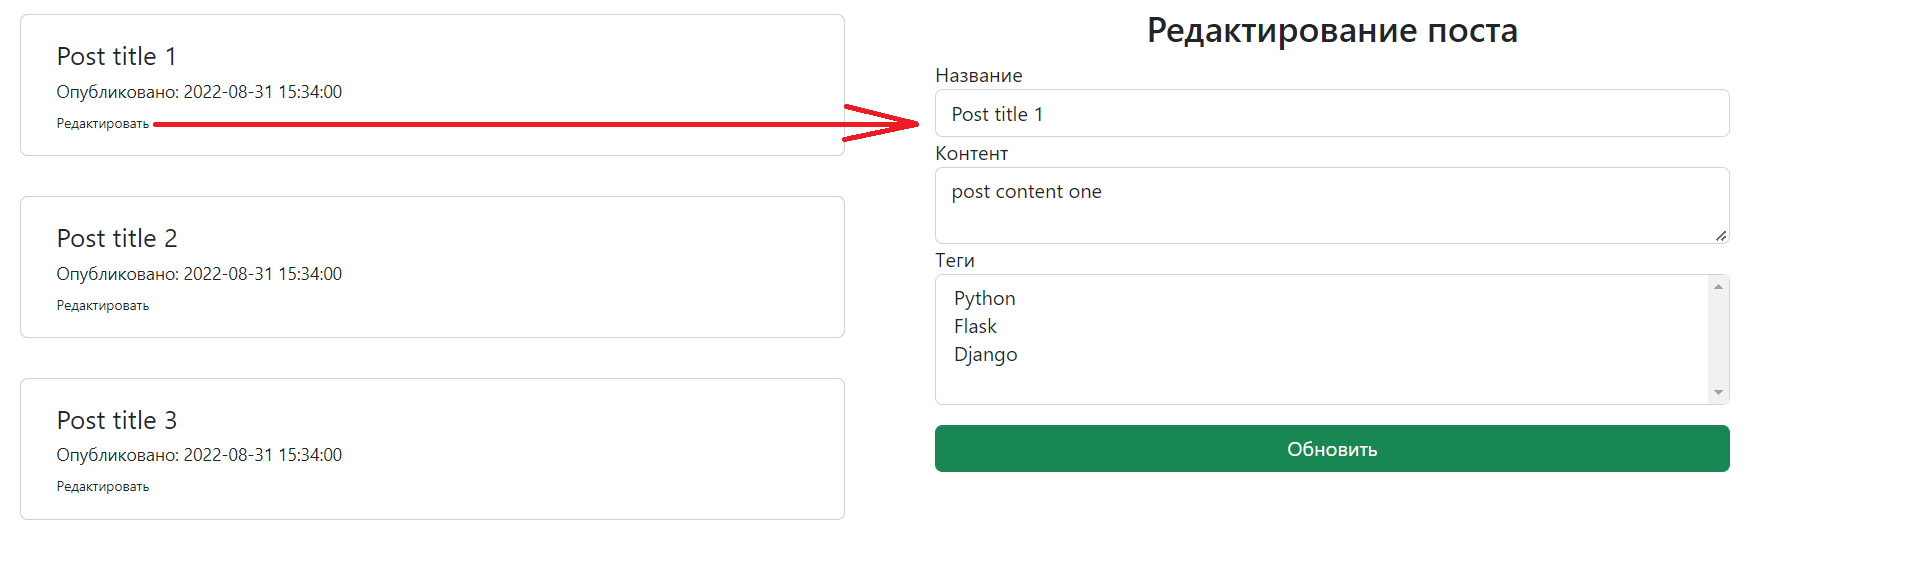 Post title 1
Опубликовано: 2022-08-31 15:34:00
Редактировать
Post title 2
Опубликовано: 2022-08-31 15:34:00
Редактировать
Post title 3
Опубликовано: 2022-08-31 15:34:00
Редактировать
Редактирование поста
Название
Post title 1
Контент
post content one
Теги
Python
Flask
Django
Обновить